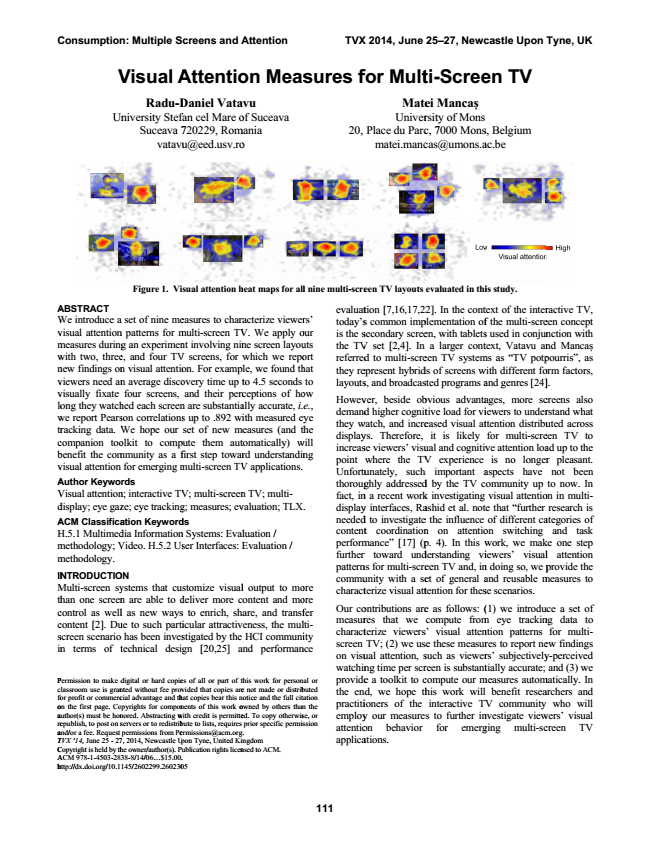 Consumption: Multiple Screens and Attention
TVX 2014, June 25–27, Newcastle Upon Tyne, UK
Visual Attention Measures for Multi-Screen TV
Radu-Daniel Vatavu
University Stefan cel Mare of Suceava
Suceava 720229, Romania
vatavu@eed.usv.ro
Matei Mancaș
University of Mons
20, Place du Parc, 7000 Mons, Belgium
matei.mancas@umons.ac.be
Low
High
Visual attention
Figure 1. Visual attention heat maps for all nine multi-screen TV layouts evaluated in this study.
ABSTRACT
We introduce a set of nine measures to characterize viewers'
visual attention patterns for multi-screen TV. We apply our
measures during an experiment involving nine screen layouts
with two, three, and four TV screens, for which we report
new findings on visual attention. For example, we found that
viewers need an average discovery time up to 4.5 seconds to
visually fixate four screens, and their perceptions of how
long they watched each screen are substantially accurate, i.e.,
we report Pearson correlations up to .892 with measured eye
tracking data. We hope our set of new measures (and the
companion toolkit to compute them automatically) will
benefit the community as a first step toward understanding
visual attention for emerging multi-screen TV applications.
Author Keywords
Visual attention; interactive TV; multi-screen TV; multi-
display; eye gaze; eye tracking; measures; evaluation; TLX.
ACM Classification Keywords
H.5.1 Multimedia Information Systems: Evaluation /
methodology; Video. H.5.2 User Interfaces: Evaluation /
methodology.
INTRODUCTION
Multi-screen systems that customize visual output to more
than one screen are able to deliver more content and more
control as well as new ways to enrich, share, and transfer
content [2]. Due to such particular attractiveness, the multi-
screen scenario has been investigated by the HCI community
in terms of technical design [20,25] and performance
Permission to make digital or hard copies of all or part of this work for personal or
classroom use is granted without fee provided that copies are not made or distributed
for profit or commercial advantage and that copies bear this notice and the full citation
on the first page. Copyrights for components of this work owned by others than the
author(s) must be honored. Abstracting with credit is permitted. To copy otherwise, or
republish, to post on servers or to redistribute to lists, requires prior specific permission
and/or a fee. Request permissions from Permissions@acm.org.
TVX '14, June 25 - 27, 2014, Newcastle Upon Tyne, United Kingdom
Copyright is held by the owner/author(s). Publication rights licensed to ACM.
ACM 978-1-4503-2838-8/14/06…$15.00.
http://dx.doi.org/10.1145/2602299.2602305
evaluation [7,16,17,22]. In the context of the interactive TV,
today's common implementation of the multi-screen concept
is the secondary screen, with tablets used in conjunction with
the TV set [2,4]. In a larger context, Vatavu and Mancaș
referred to multi-screen TV systems as “TV potpourris”, as
they represent hybrids of screens with different form factors,
layouts, and broadcasted programs and genres [24].
However, beside obvious advantages, more screens also
demand higher cognitive load for viewers to understand what
they watch, and increased visual attention distributed across
displays. Therefore, it is likely for multi-screen TV to
increase viewers' visual and cognitive attention load up to the
point where the TV experience is no longer pleasant.
Unfortunately, such important aspects have not been
thoroughly addressed by the TV community up to now. In
fact, in a recent work investigating visual attention in multi-
display interfaces, Rashid et al. note that “further research is
needed to investigate the influence of different categories of
content coordination on attention switching and task
performance” [17] (p. 4). In this work, we make one step
further toward understanding viewers' visual attention
patterns for multi-screen TV and, in doing so, we provide the
community with a set of general and reusable measures to
characterize visual attention for these scenarios.
Our contributions are as follows: (1) we introduce a set of
measures that we compute from eye tracking data to
characterize viewers' visual attention patterns for multi-
screen TV; (2) we use these measures to report new findings
on visual attention, such as viewers' subjectively-perceived
watching time per screen is substantially accurate; and (3) we
provide a toolkit to compute our measures automatically. In
the end, we hope this work will benefit researchers and
practitioners of the interactive TV community who will
employ our measures to further investigate viewers' visual
attention behavior for emerging multi-screen TV
applications.
111